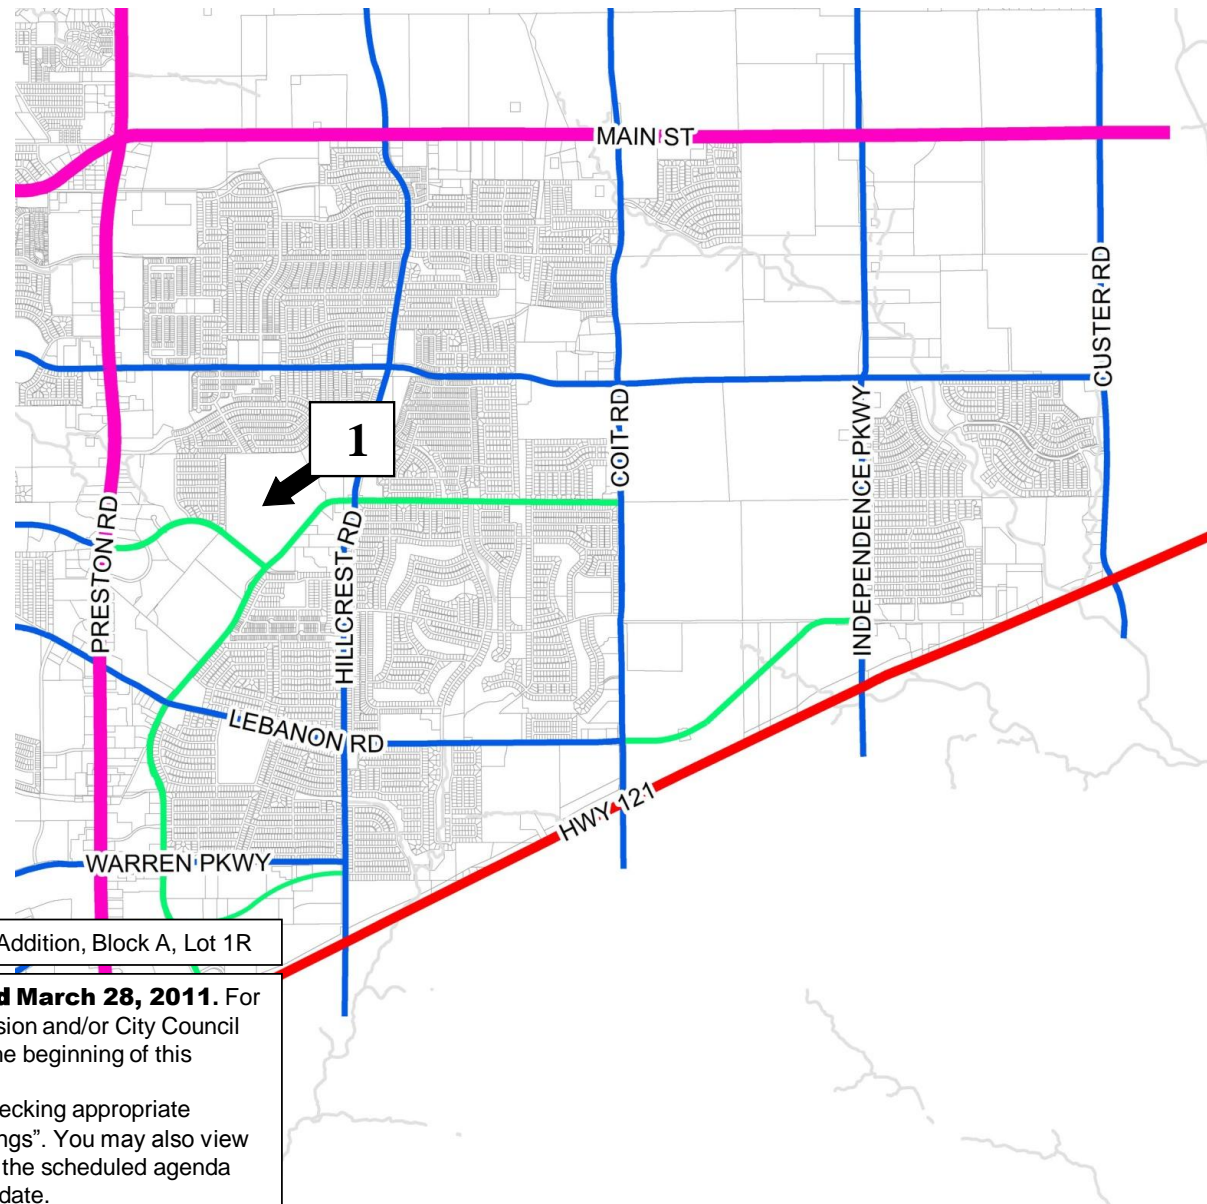 MAIN ST
CUSTER RD
1
COIT RD
INDEPENDENCE PKWY
PRESTON RD
HILLCREST RD
LEBANON RD
HWY 121
WARREN PKWY
Addition, Block A, Lot 1R
d March 28, 2011. For
sion and/or City Council
he beginning of this
ecking appropriate
ngs”. You may also view
the scheduled agenda
date.